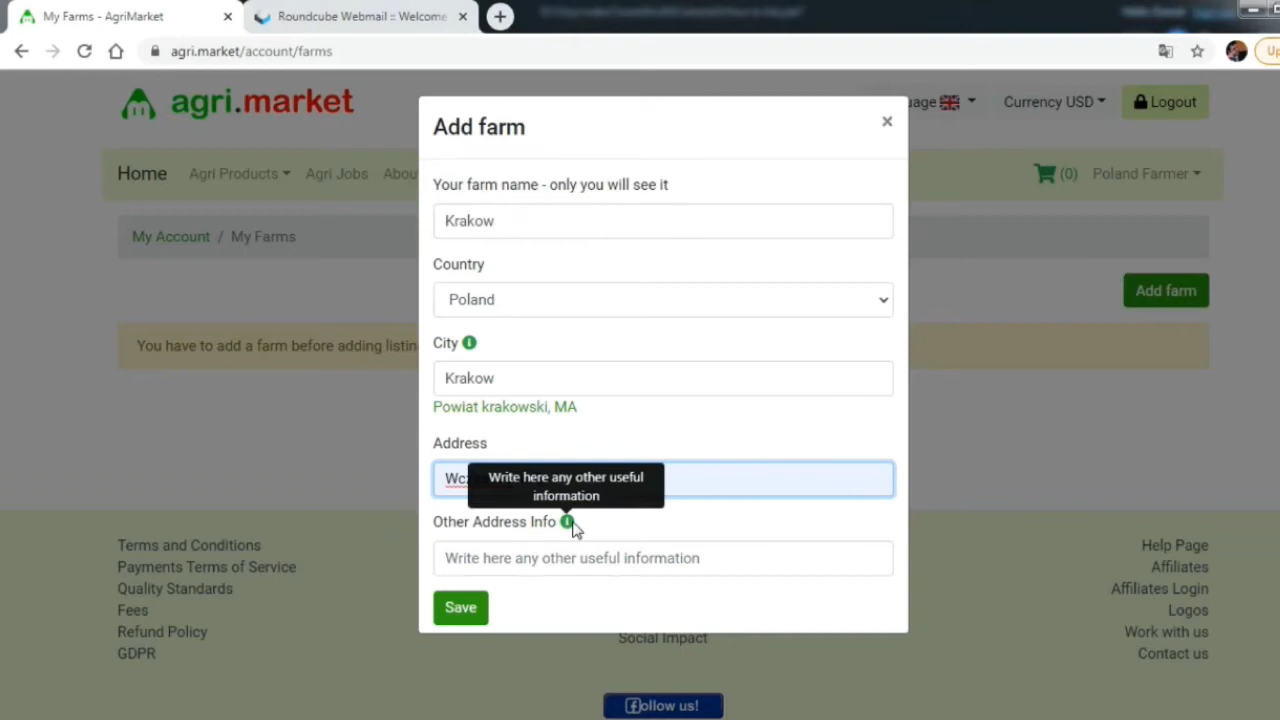 My Farms - AgriMarket
Roundcube Webmail :: Welcome
agri.market/account/farms
Up
agri.market
Currency USD
Logout
Home
Agri Products
Agri Jobs
(0)
Poland Farmer
My Account / My Farms
Add farm
You have to add a farm before adding
Add farm
×
Your farm name - only you will see it
Krakow
Country
Poland
City
Krakow
Powiat krakowski, MA
Address
Write here any other useful
information
Other Address Info
Write here any other useful information
Save
Terms and Conditions
Payments Terms of Service
Quality Standards
Fees
Refund Policy
GDPR
Social Impact
Help Page
Affiliates
Affiliates Login
Logos
Work with us
Contact us
follow us!